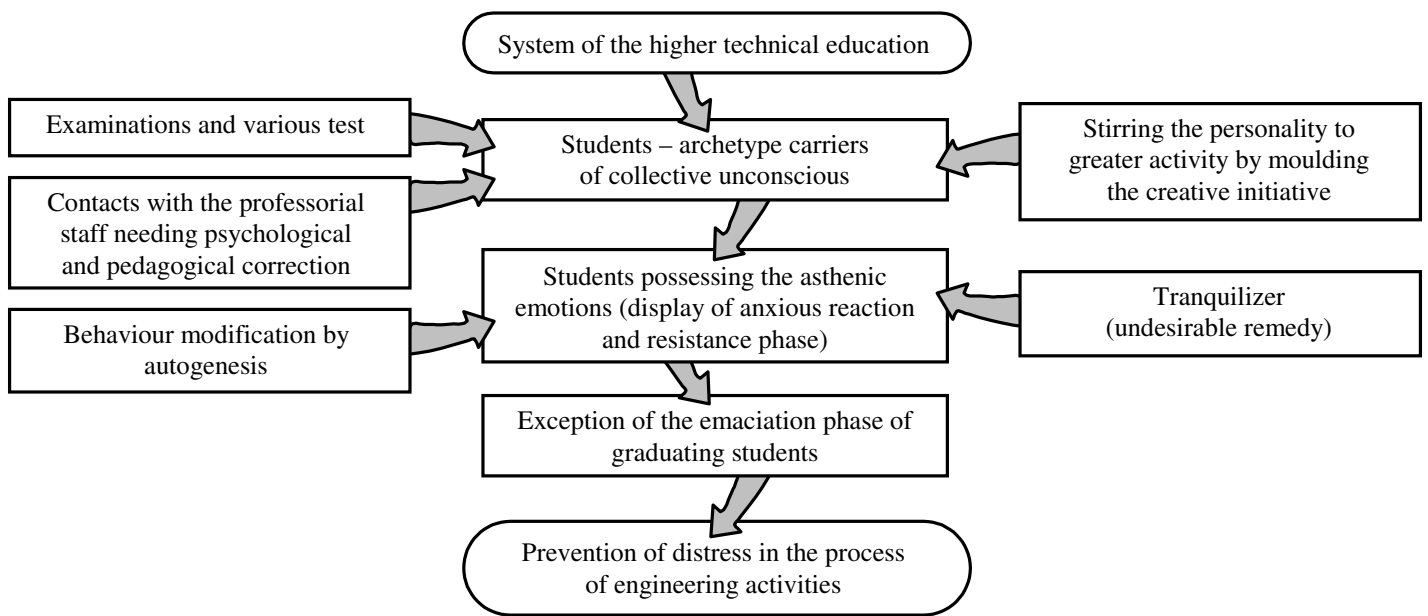 System of the higher technical education
Examinations and various test
Students – archetype carriers
of collective unconscious
Stirring the personality to
greater activity by moulding
the creative initiative
Contacts with the professorial
staff needing psychological
and pedagogical correction
Students possessing the asthenic
emotions (display of anxious reaction
and resistance phase)
Tranquilizer
(undesirable remedy)
Behaviour modification by
autogenesis
Exception of the emaciation phase of
graduating students
Prevention of distress in the process
of engineering activities